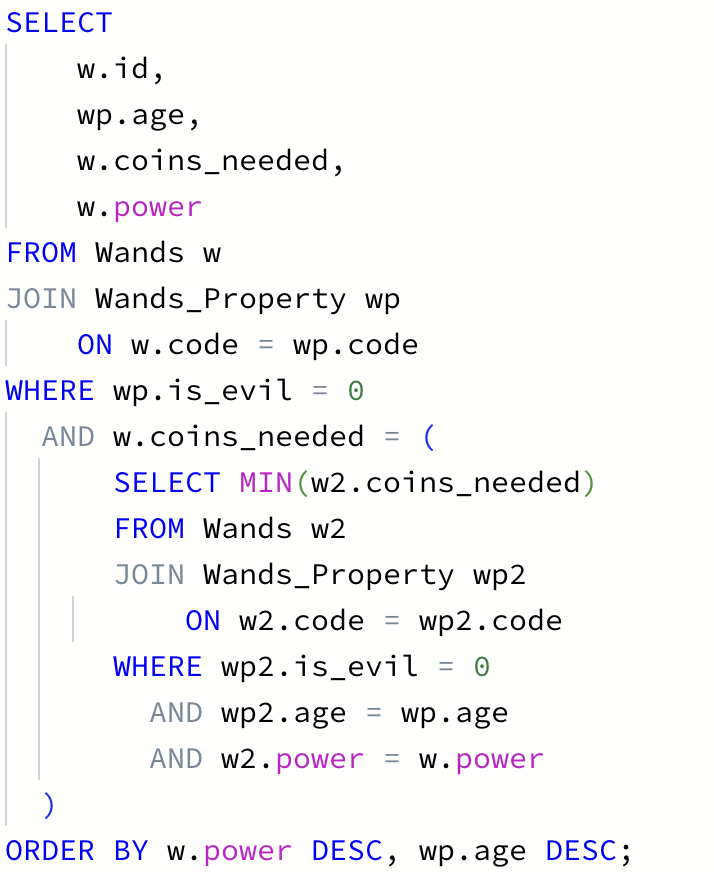 SELECT
    w.id,
    wp.age,
    w.coins_needed,
    w.power
FROM Wands w
JOIN Wands_Property wp
    ON w.code = wp.code
WHERE wp.is_evil = 0
  AND w.coins_needed = (
      SELECT MIN(w2.coins_needed)
      FROM Wands w2
      JOIN Wands_Property wp2
          ON w2.code = wp2.code
      WHERE wp2.is_evil = 0
        AND wp2.age = wp.age
        AND w2.power = w.power
  )
ORDER BY w.power DESC, wp.age DESC;